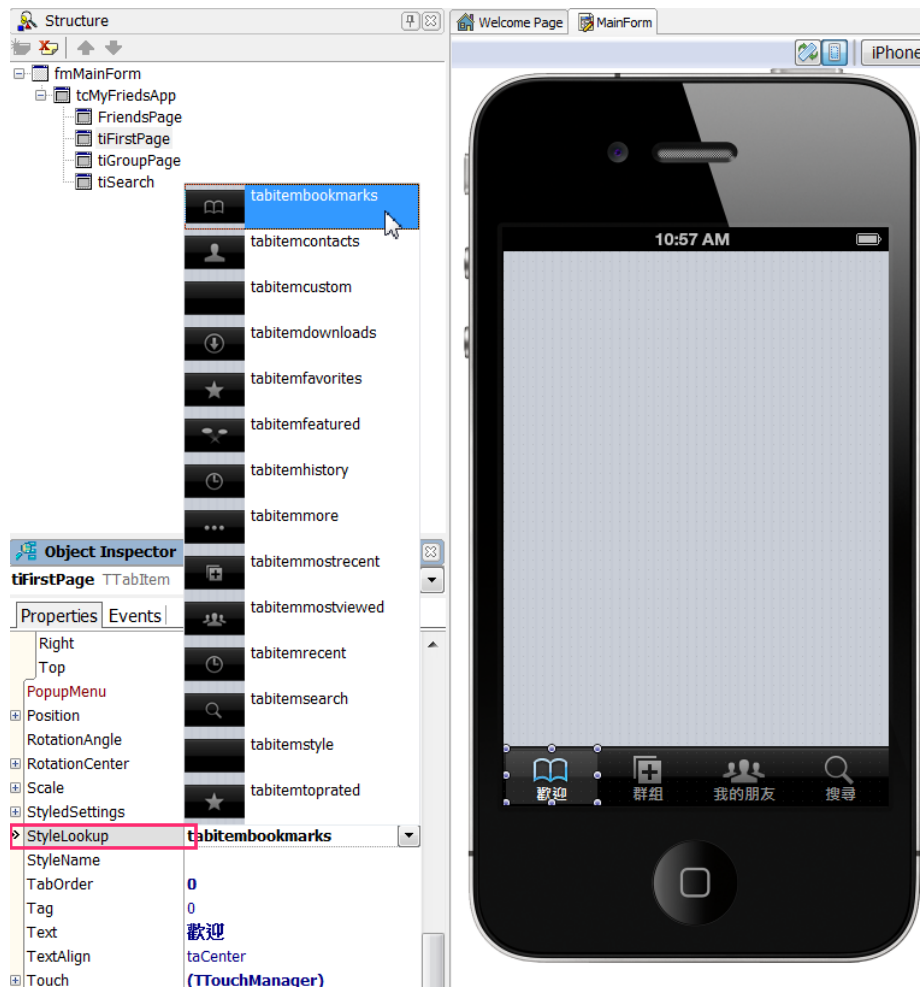 Structure
fmMainForm
tcMyFriedsApp
FriendsPage
tiFirstPage
tiGroupPage
tiSearch
tabitembookmarks
tabitemcontacts
tabitemcustom
tabitemdownloads
tabitemfavorites
tabitemfeatured
tabitemhistory
tabitemmore
tabitemmostrecent
tabitemmostviewed
tabitemrecent
tabitemsearch
tabitemstyle
tabitemtoprated
Object Inspector
tiFirstPage TTabItem
Properties Events
Right
Top
PopupMenu
Position
RotationAngle
RotationCenter
Scale
StyledSettings
StyleLookup tabitembookmarks
StyleName
TabOrder 0
Tag 0
Text 歡迎
TextAlign taCenter
Touch (TTouchManager)
Welcome Page MainForm
iPhone
10:57 AM
歡迎 群組 我的朋友 搜尋